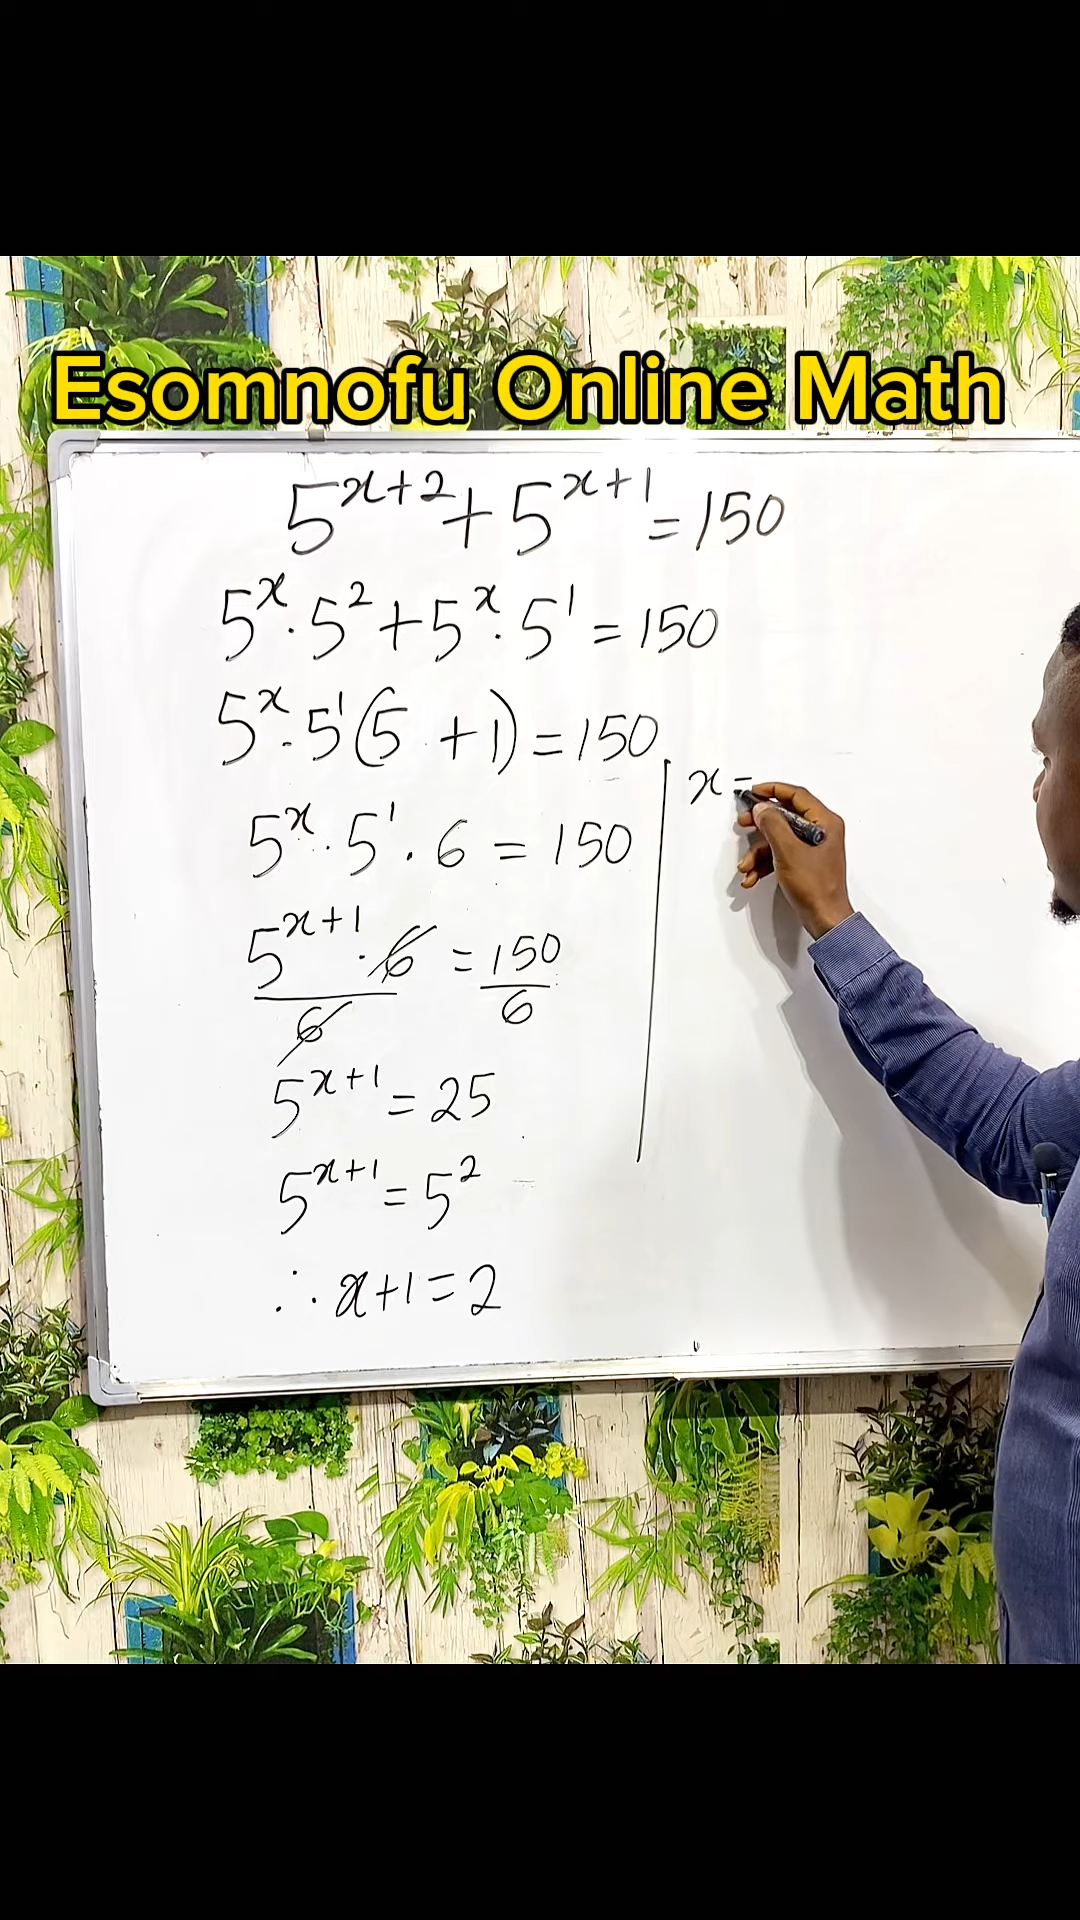 Esomnofu Online Math
5^{x+2} + 5^{x+1} = 150
5^x · 5^2 + 5^x · 5^1 = 150
5^x · 5^1 (5 + 1) = 150
5^x · 5^1 · 6 = 150
\frac{5^{x+1} · 6}{6} = \frac{150}{6}
5^{x+1} = 25
5^{x+1} = 5^2
∴ x+1 = 2
x =